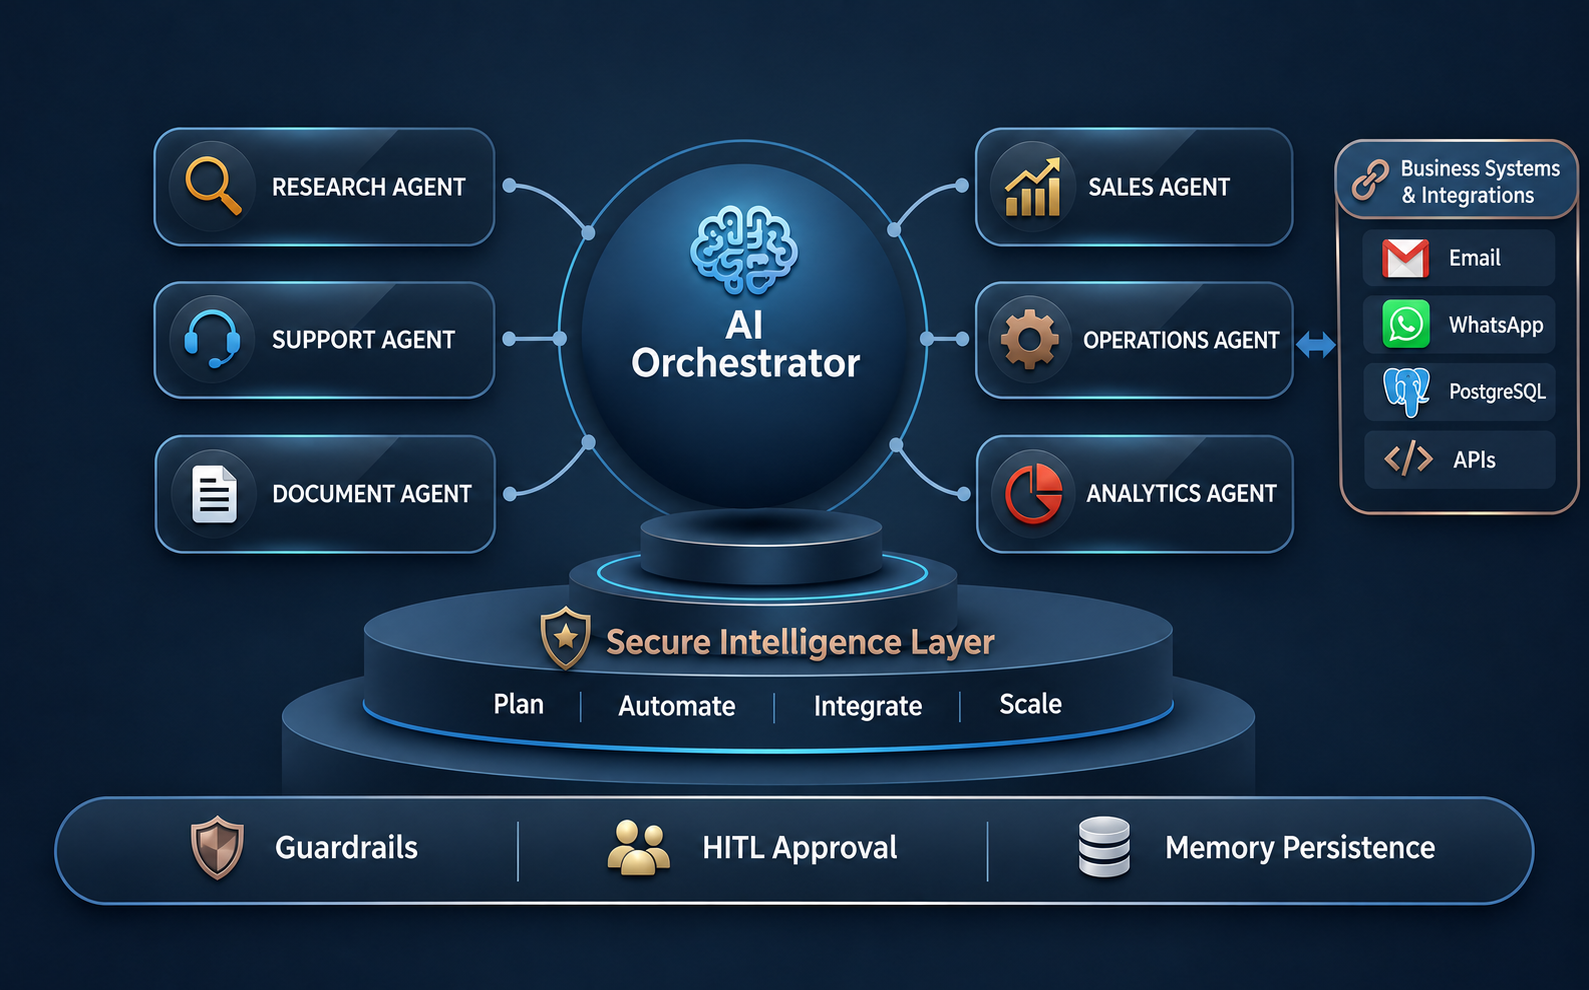 RESEARCH AGENT
SUPPORT AGENT
DOCUMENT AGENT
AI
Orchestrator
SALES AGENT
OPERATIONS AGENT
ANALYTICS AGENT
Business Systems
& Integrations
Email
WhatsApp
PostgreSQL
</> APIs
Secure Intelligence Layer
Plan | Automate | Integrate | Scale
Guardrails
HITL Approval
Memory Persistence